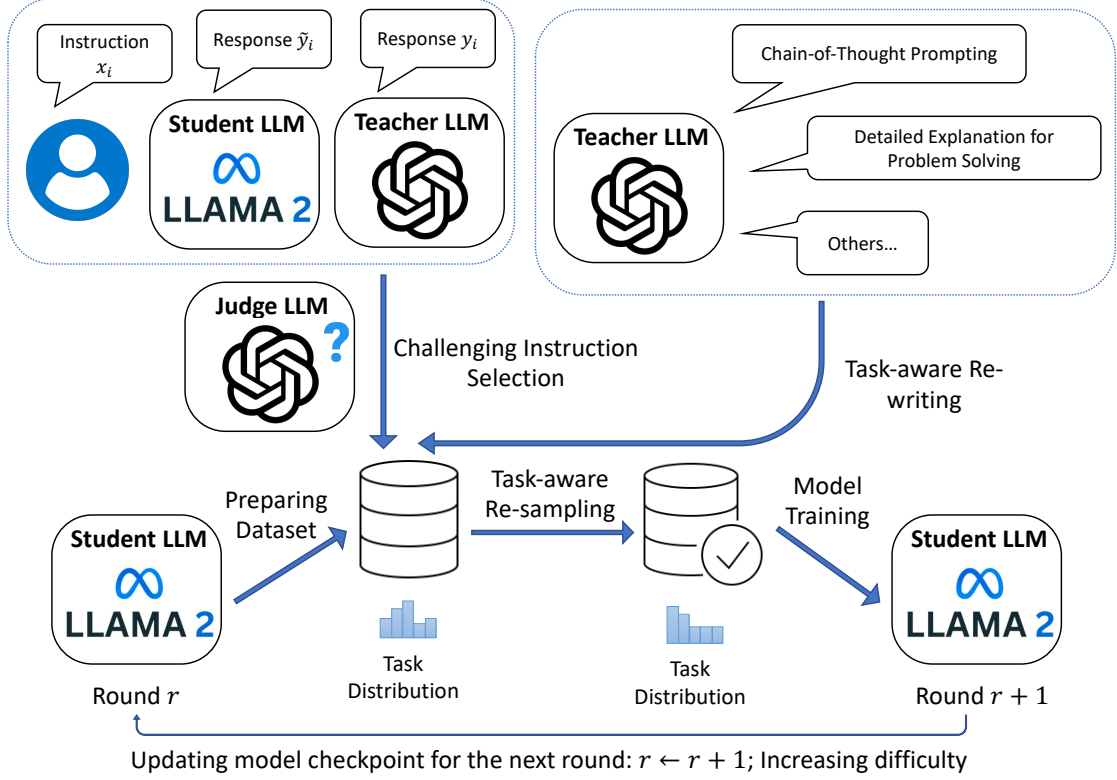 Instruction
x_i
Response ỹ_i
Response y_i
Student LLM
LLAMA 2
Teacher LLM
Chain-of-Thought Prompting
Teacher LLM
Detailed Explanation for
Problem Solving
Others…
Judge LLM
?
Challenging Instruction
Selection
Task-aware Re-
writing
Student LLM
LLAMA 2
Round r
Preparing
Dataset
Task
Distribution
Task-aware
Re-sampling
Task
Distribution
Model
Training
Student LLM
LLAMA 2
Round r + 1
Updating model checkpoint for the next round: r ← r + 1; Increasing difficulty